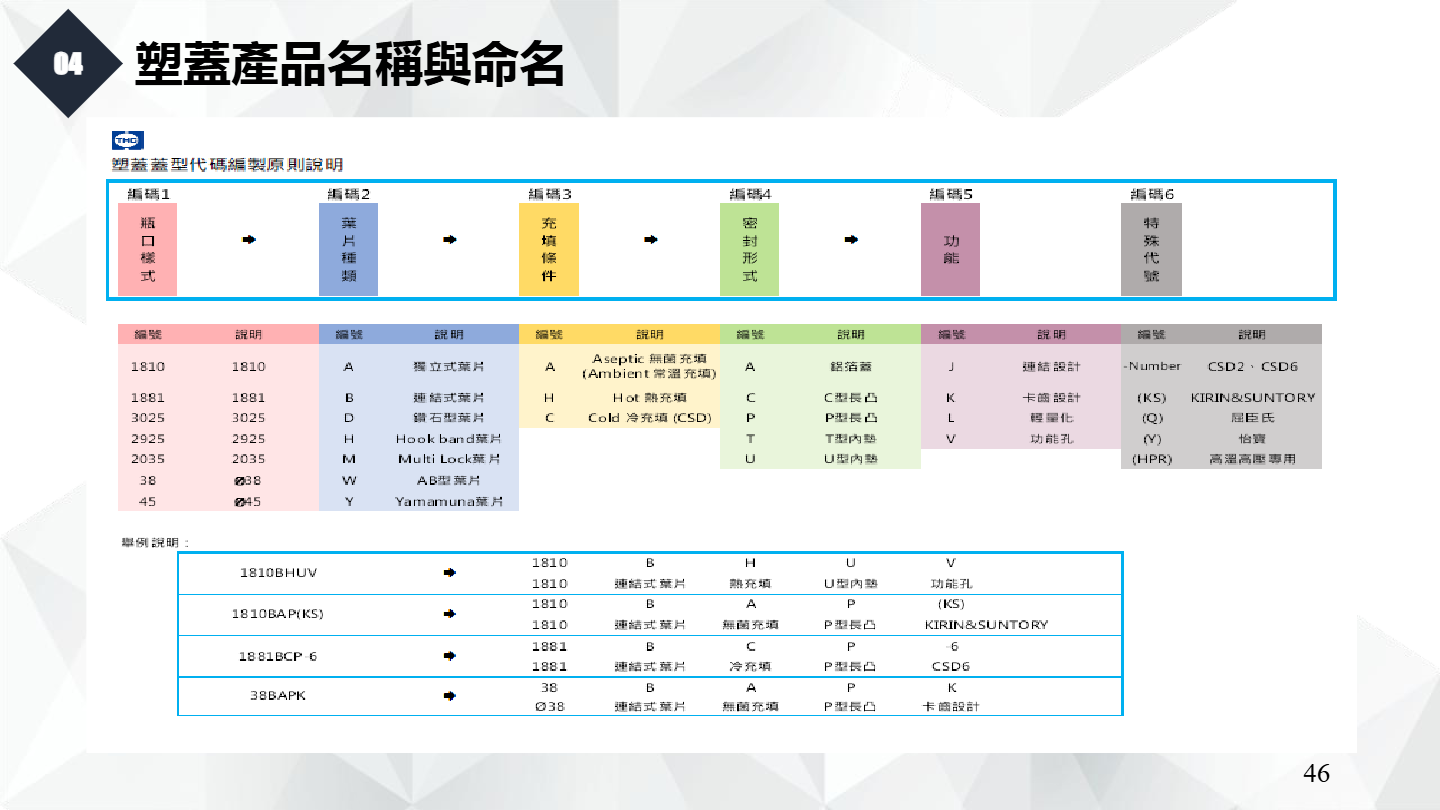 04
塑蓋產品名稱與命名
THC
塑蓋蓋型代碼編製原則說明
編碼1 編碼2 編碼3 編碼4 編碼5 編碼6
瓶口樣式 ➡ 葉片種類 ➡ 充填條件 ➡ 密封形式 功能 特殊代號
編號 說明 編號 說明 編號 說明 編號 說明 編號 說明 編號 說明
1810 1810 A 獨立式葉片 A Aseptic 無菌充填 (Ambient 常溫充填) A 鋁箔蓋 J 連結設計 -Number CSD2、CSD6
1881 1881 B 連結式葉片 H Hot 熱充填 C C型長凸 K 卡齒設計 (KS) KIRIN&SUNTORY
3025 3025 D 鑽石型葉片 C Cold 冷充填 (CSD) P P型長凸 L 輕量化 (Q) 屈臣氏
2925 2925 H Hook band葉片 T T型內墊 V 功能孔 (Y) 怡寶
2035 2035 M Multi Lock葉片 U U型內墊 (HPR) 高溫高壓專用
38 Ø38 W AB型葉片
45 Ø45 Y Yamamuna葉片
舉例說明：
1810BHUV ➡ 1810 B H U V
1810 連結式葉片 熱充填 U型內墊 功能孔
1810BAP(KS) ➡ 1810 B A P (KS)
1810 連結式葉片 無菌充填 P型長凸 KIRIN&SUNTORY
1881BCP-6 ➡ 1881 B C P -6
1881 連結式葉片 冷充填 P型長凸 CSD6
38BAPK ➡ 38 B A P K
Ø38 連結式葉片 無菌充填 P型長凸 卡齒設計
46